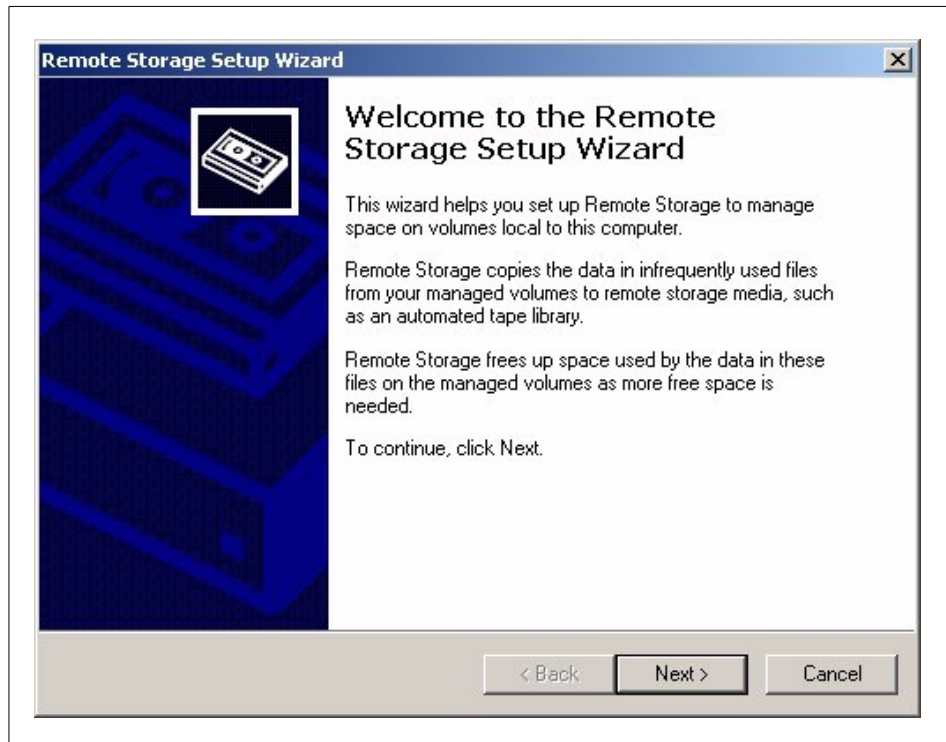 Remote Storage Setup Wizard
Welcome to the Remote
Storage Setup Wizard
This wizard helps you set up Remote Storage to manage
space on volumes local to this computer.
Remote Storage copies the data in infrequently used files
from your managed volumes to remote storage media, such
as an automated tape library.
Remote Storage frees up space used by the data in these
files on the managed volumes as more free space is
needed.
To continue, click Next.
< Back
Next >
Cancel